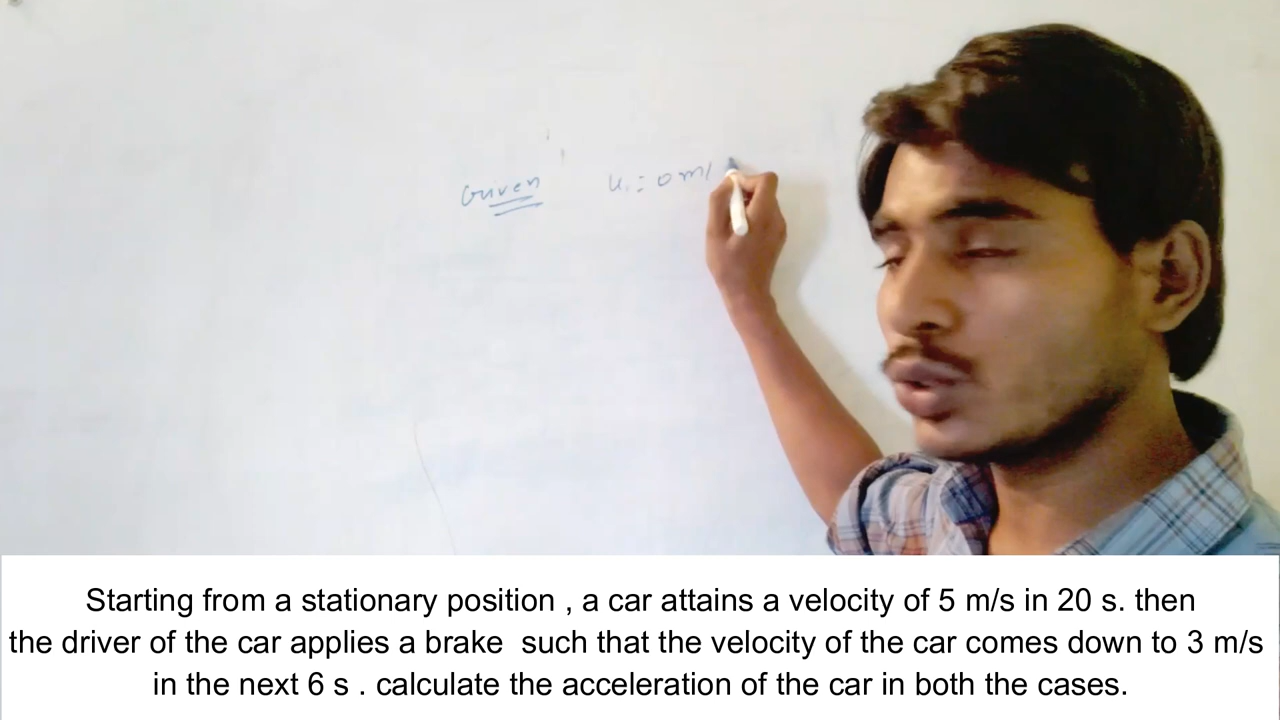 Given u₁ = 0 m/
Starting from a stationary position , a car attains a velocity of 5 m/s in 20 s. then
the driver of the car applies a brake  such that the velocity of the car comes down to 3 m/s
in the next 6 s . calculate the acceleration of the car in both the cases.